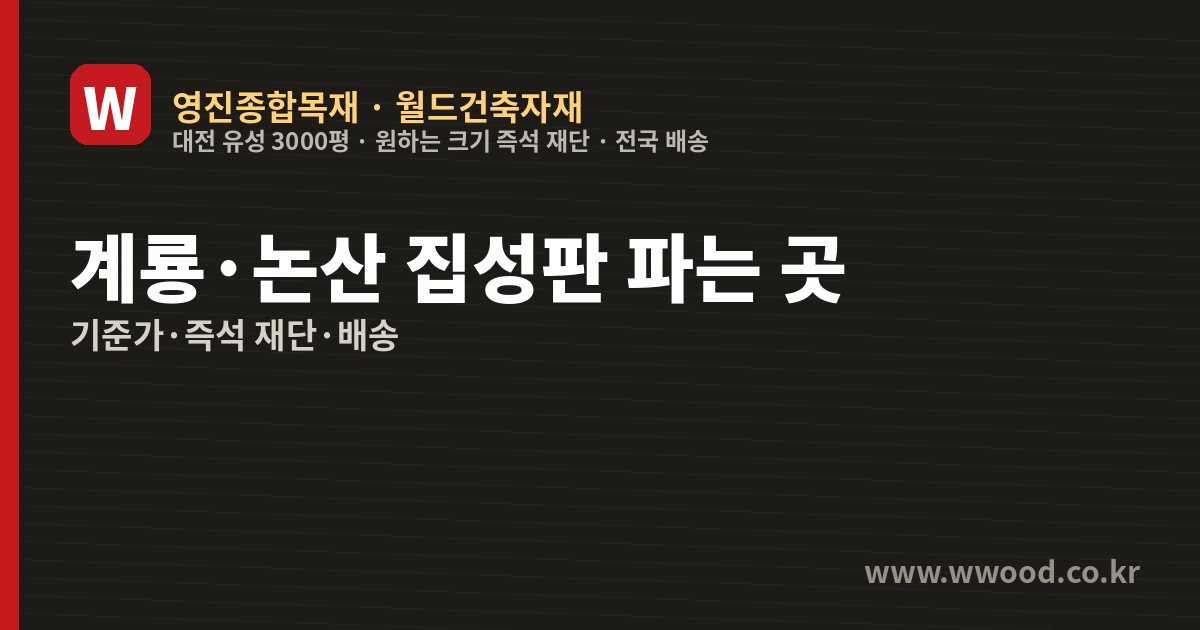 W
영진종합목재 · 월드건축자재
대전 유성 3000평 · 원하는 크기 즉석 재단 · 전국 배송
계룡·논산 집성판 파는 곳
기준가·즉석 재단·배송
www.wwood.co.kr